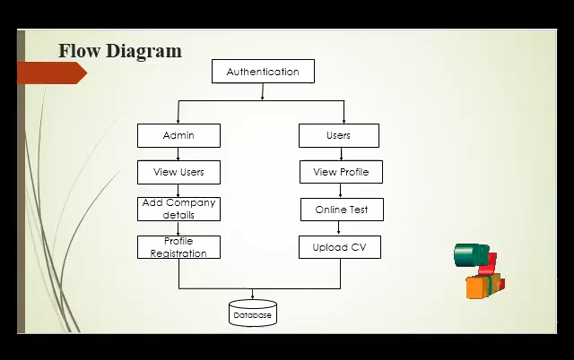 Flow Diagram
Authentication
Admin
Users
View Users
View Profile
Add Company
details
Online Test
Profile
Registration
Upload CV
Database